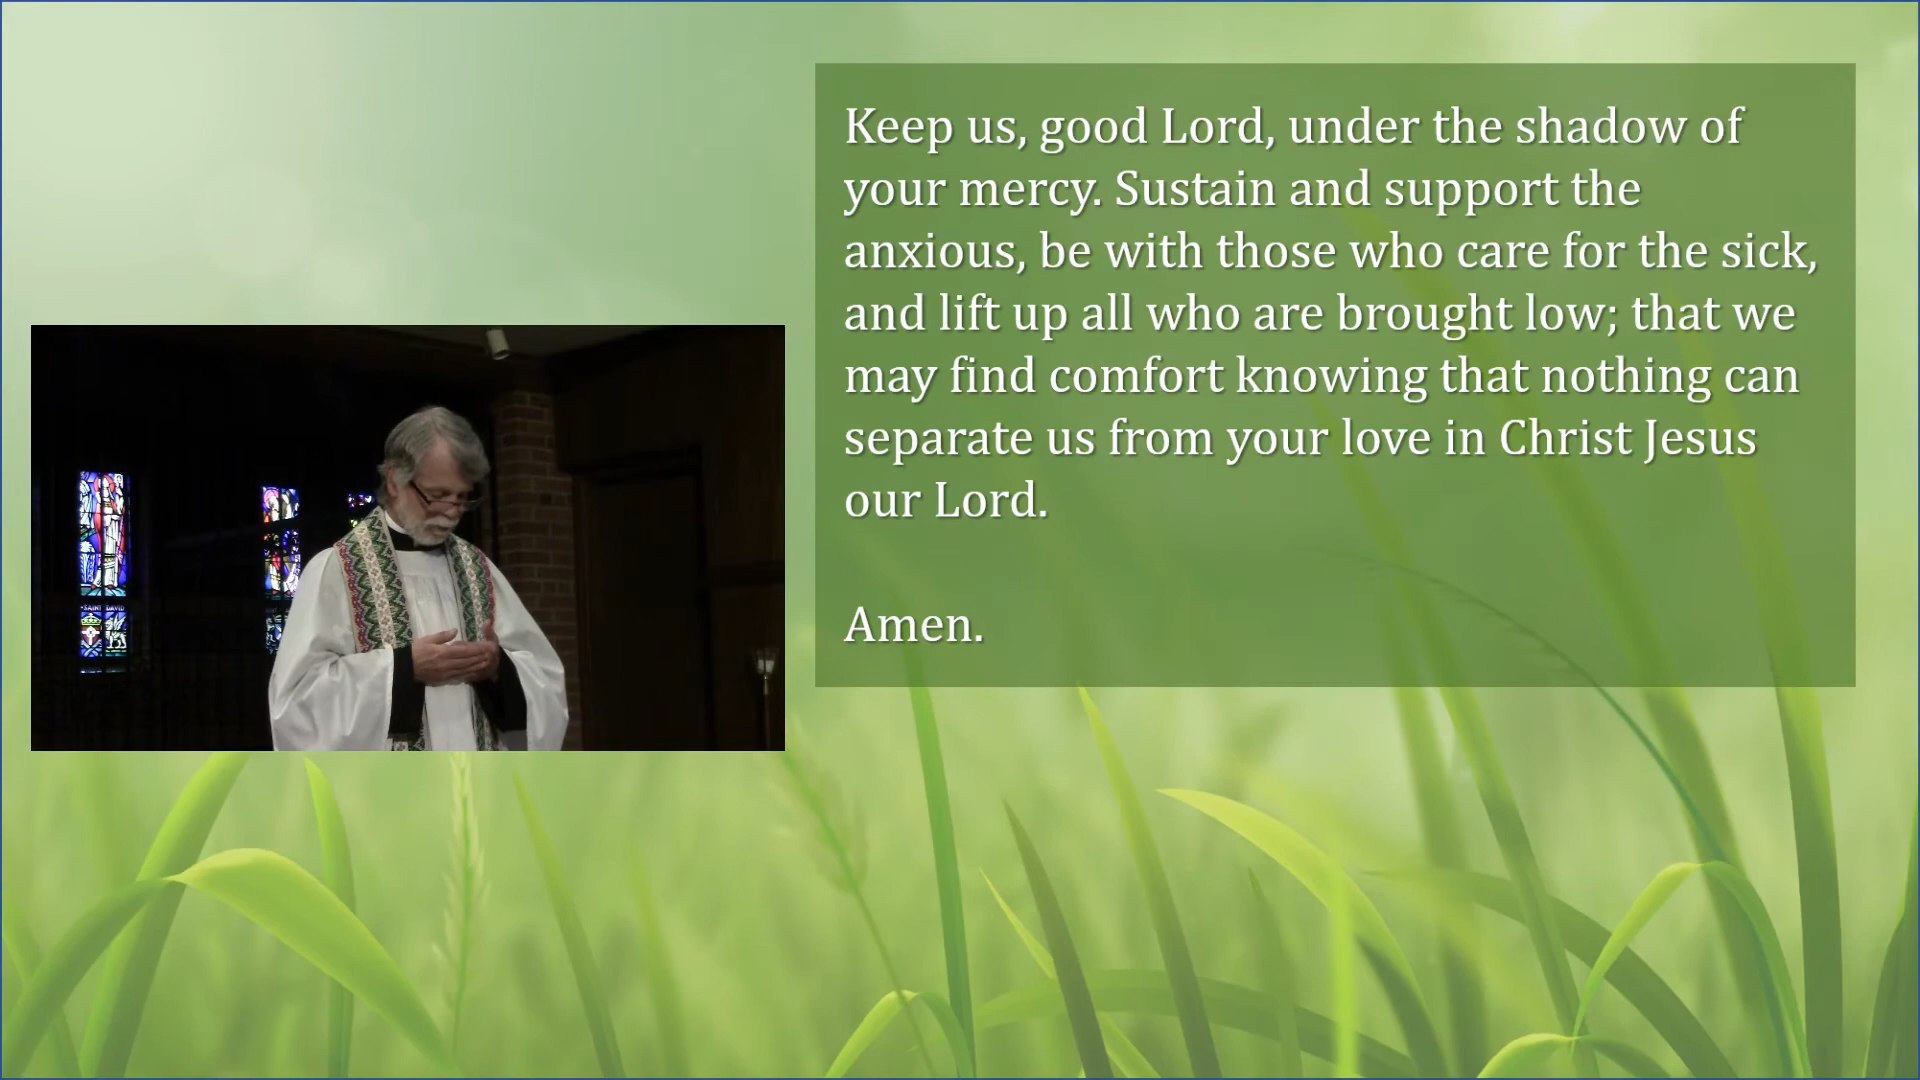 Keep us, good Lord, under the shadow of
your mercy. Sustain and support the
anxious, be with those who care for the sick,
and lift up all who are brought low; that we
may find comfort knowing that nothing can
separate us from your love in Christ Jesus
our Lord.
Amen.
SAINT DAVID